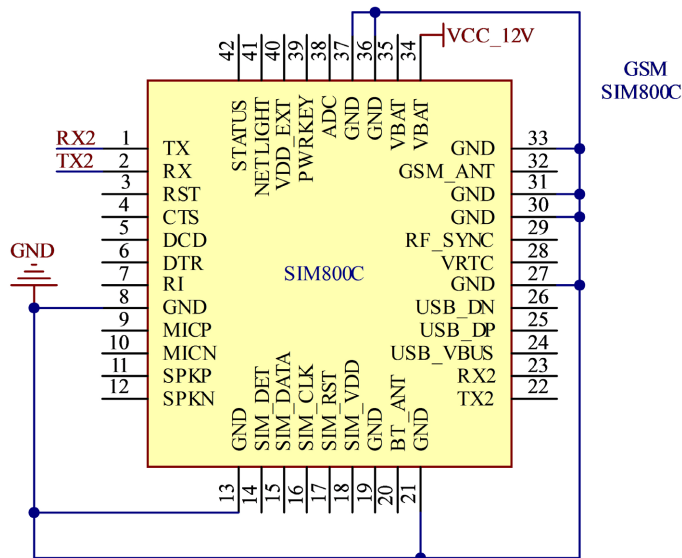 42 41 40 39 38 37 36 35 34
VCC_12V
GSM
SIM800C
STATUS
NETLIGHT
VDD_EXT
PWRKEY
ADC
GND
GND
VBAT
VBAT
RX2 1 TX
TX2 2 RX
3 RST
4 CTS
5 DCD
6 DTR
7 RI
8 GND
9 MICP
10 MICN
11 SPKP
12 SPKN
GND
SIM800C
GND 33
GSM_ANT 32
GND 31
GND 30
RF_SYNC 29
VRTC 28
GND 27
USB_DN 26
USB_DP 25
USB_VBUS 24
RX2 23
TX2 22
GND
SIM_DET
SIM_DATA
SIM_CLK
SIM_RST
SIM_VDD
GND
BT_ANT
GND
13 14 15 16 17 18 19 20 21